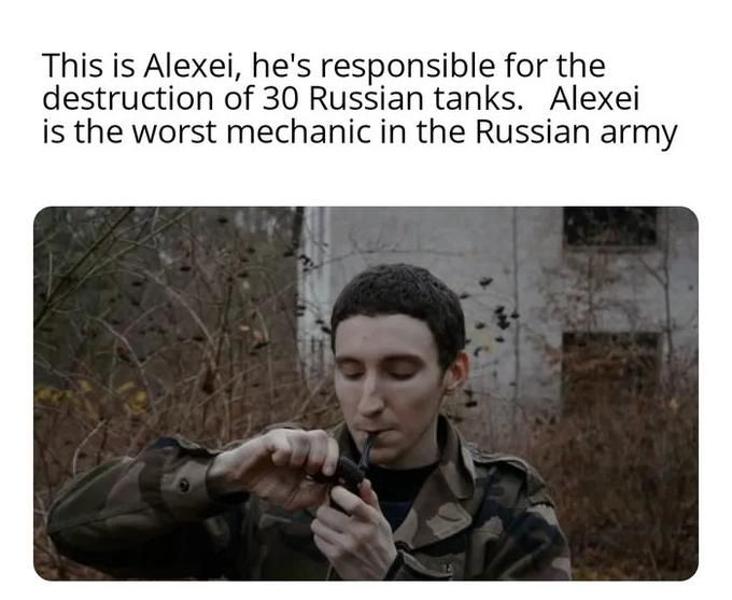 This is Alexei, he's responsible for the
destruction of 30 Russian tanks.   Alexei
is the worst mechanic in the Russian army